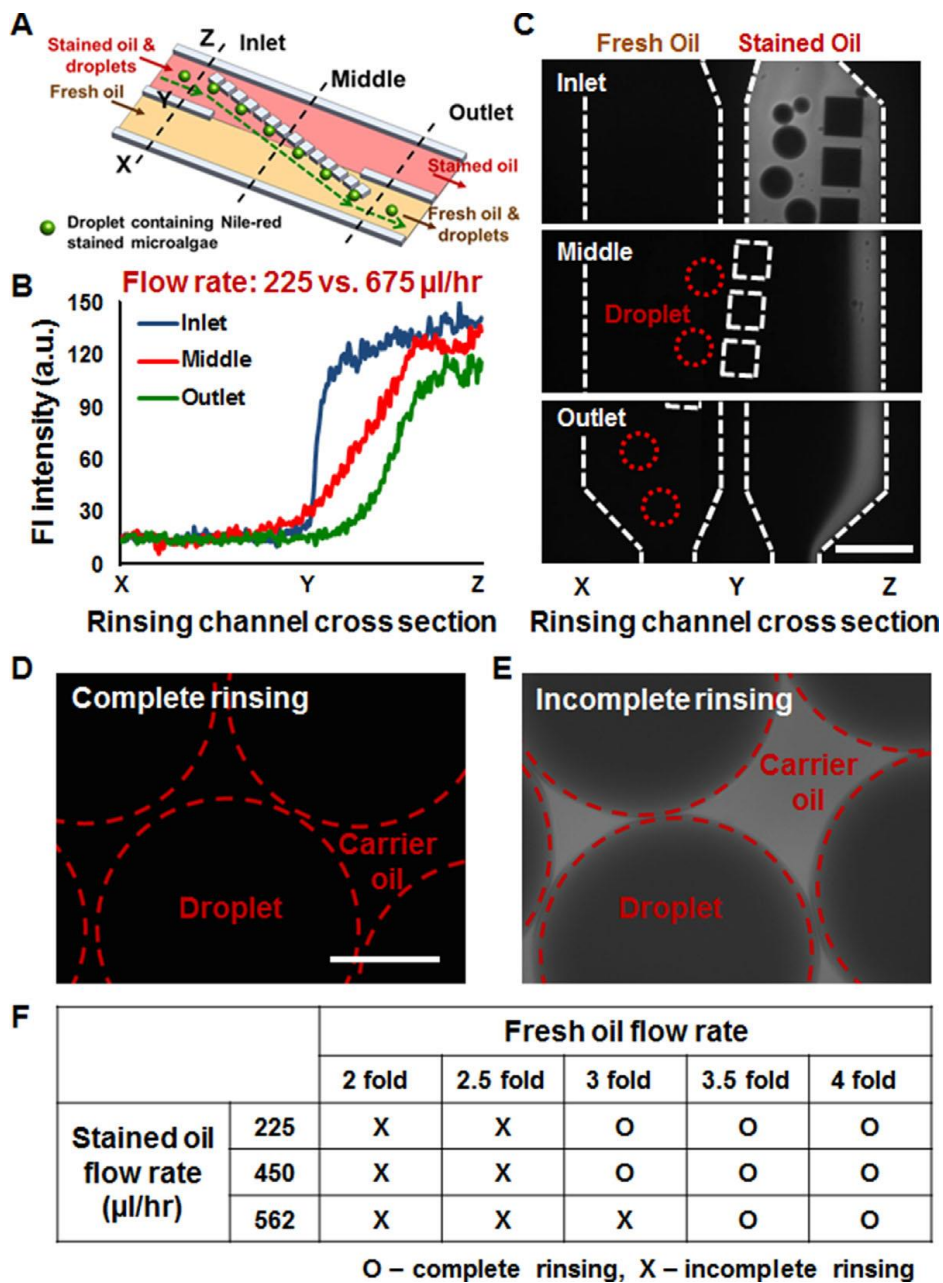 A
Stained oil &
droplets
Fresh oil
Z
Y
X
Inlet
Middle
Outlet
Stained oil
Fresh oil &
droplets
Droplet containing Nile-red
stained microalgae
B
Flow rate: 225 vs. 675 µl/hr
FI intensity (a.u.)
150
120
90
60
30
0
Inlet
Middle
Outlet
X Y Z
Rinsing channel cross section
C
Fresh Oil Stained Oil
Inlet
Middle
Droplet
Outlet
X Y Z
Rinsing channel cross section
D
Complete rinsing
Carrier
oil
Droplet
E
Incomplete rinsing
Carrier
oil
Droplet
F
Fresh oil flow rate
2 fold 2.5 fold 3 fold 3.5 fold 4 fold
Stained oil
flow rate
(µl/hr)
225 X X O O O
450 X X O O O
562 X X X O O
O – complete rinsing, X – incomplete rinsing